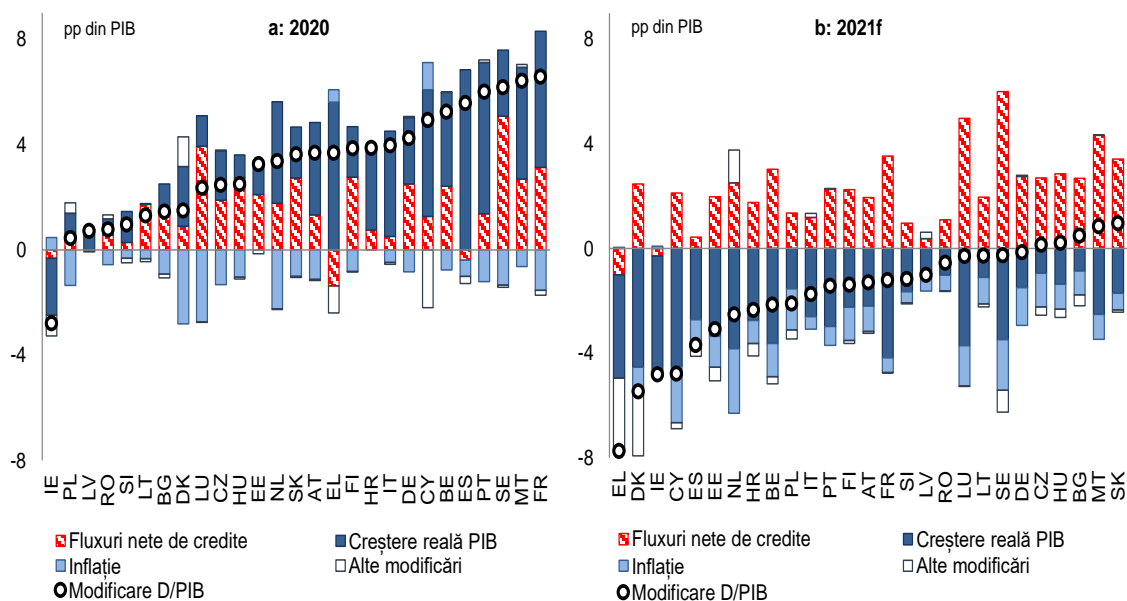 pp din PIB
a: 2020
8
4
0
-4
-8
IE PL LV RO SI LT BG DK LU CZ HU EE NL SK AT EL FI HR IT DE CY BE ES PT SE MT FR
Fluxuri nete de credite
Creștere reală PIB
Inflație
Alte modificări
Modificare D/PIB
pp din PIB
b: 2021f
8
4
0
-4
-8
EL DK IE CY ES EE NL HR BE PL IT PT FI AT FR SI LV RO LU LT SE DE CZ HU BG MT SK
Fluxuri nete de credite
Creștere reală PIB
Inflație
Alte modificări
Modificare D/PIB